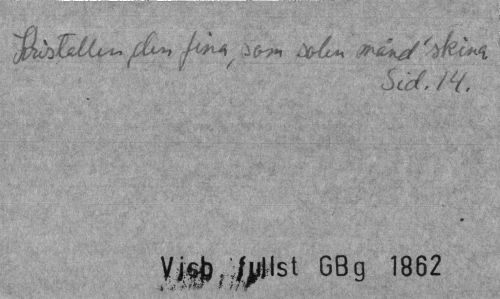 Kristallen den fina, som solen månd' skina
Sid. 14.
Visb fullst GBg 1862